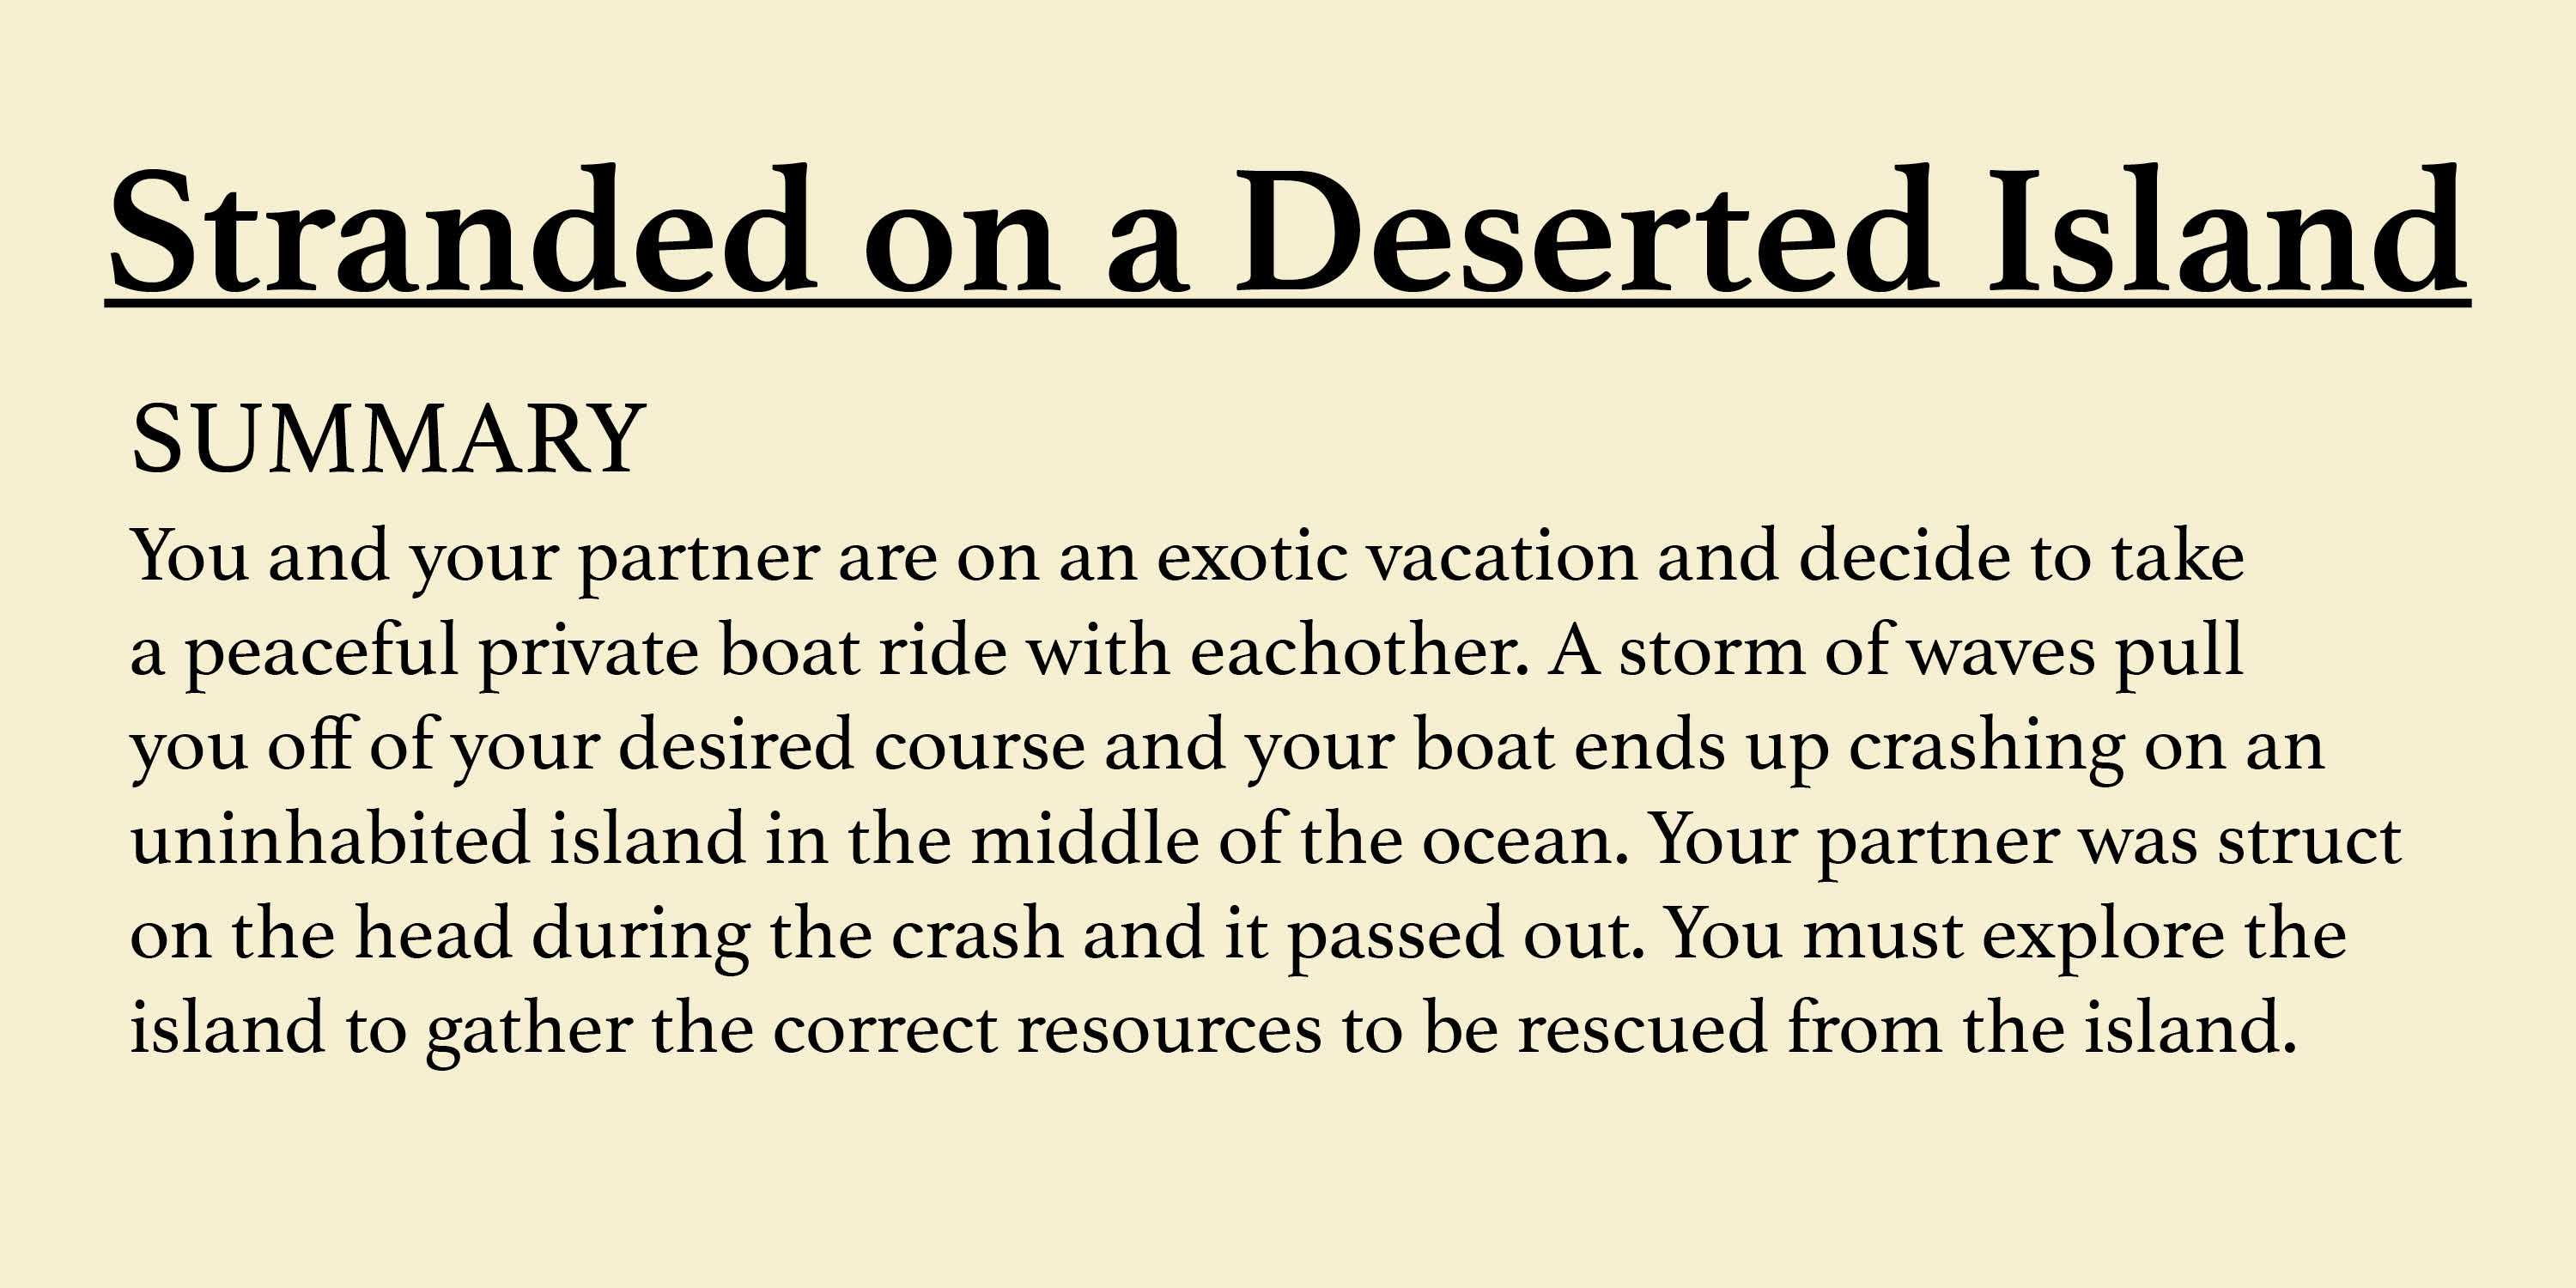 Stranded on a Deserted Island
SUMMARY
You and your partner are on an exotic vacation and decide to take
a peaceful private boat ride with eachother. A storm of waves pull
you off of your desired course and your boat ends up crashing on an
uninhabited island in the middle of the ocean. Your partner was struct
on the head during the crash and it passed out. You must explore the
island to gather the correct resources to be rescued from the island.